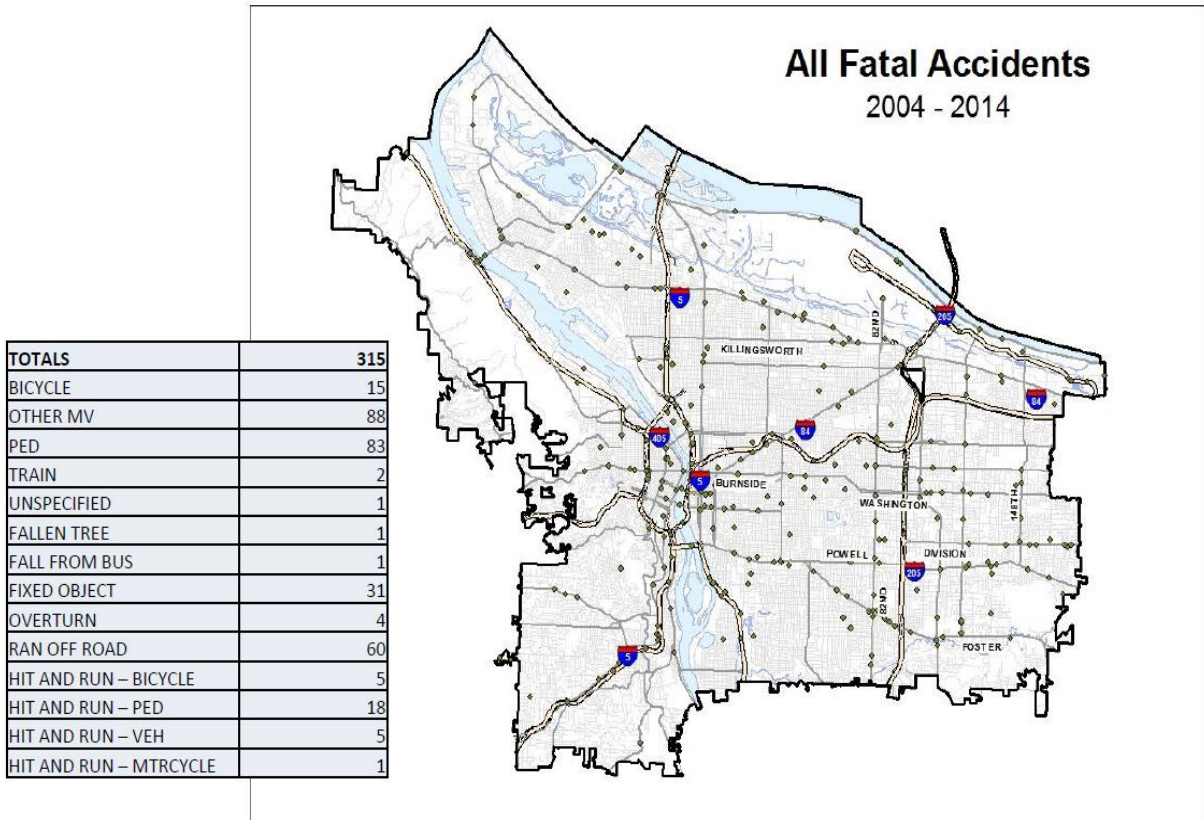 All Fatal Accidents
2004 - 2014
TOTALS 315
BICYCLE 15
OTHER MV 88
PED 83
TRAIN 2
UNSPECIFIED 1
FALLEN TREE 1
FALL FROM BUS 1
FIXED OBJECT 31
OVERTURN 4
RAN OFF ROAD 60
HIT AND RUN – BICYCLE 5
HIT AND RUN – PED 18
HIT AND RUN – VEH 5
HIT AND RUN – MTRCYCLE 1
5
205
82ND
KILLINGSWORTH
84
84
405
5
BURNSIDE
WASHINGTON
148TH
POWELL
DIVISION
205
82ND
FOSTER
5